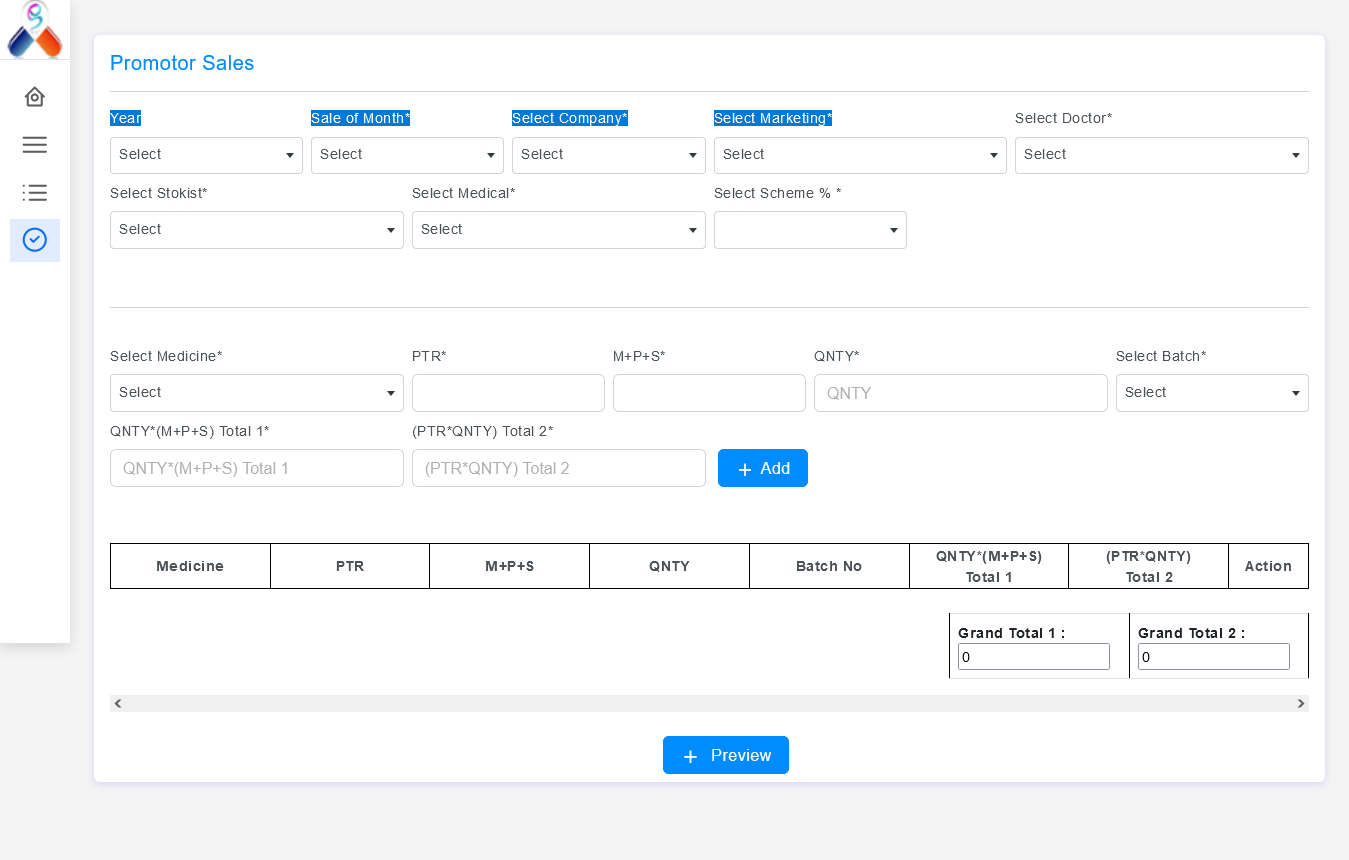 Promotor Sales
Year Sale of Month* Select Company* Select Marketing* Select Doctor*
Select Select Select Select Select
Select Stokist* Select Medical* Select Scheme % *
Select Select
Select Medicine* PTR* M+P+S* QNTY* Select Batch*
Select QNTY Select
QNTY*(M+P+S) Total 1* (PTR*QNTY) Total 2*
QNTY*(M+P+S) Total 1 (PTR*QNTY) Total 2 + Add
Medicine PTR M+P+S QNTY Batch No QNTY*(M+P+S) Total 1 (PTR*QNTY) Total 2 Action
Grand Total 1 : Grand Total 2 :
0 0
+ Preview